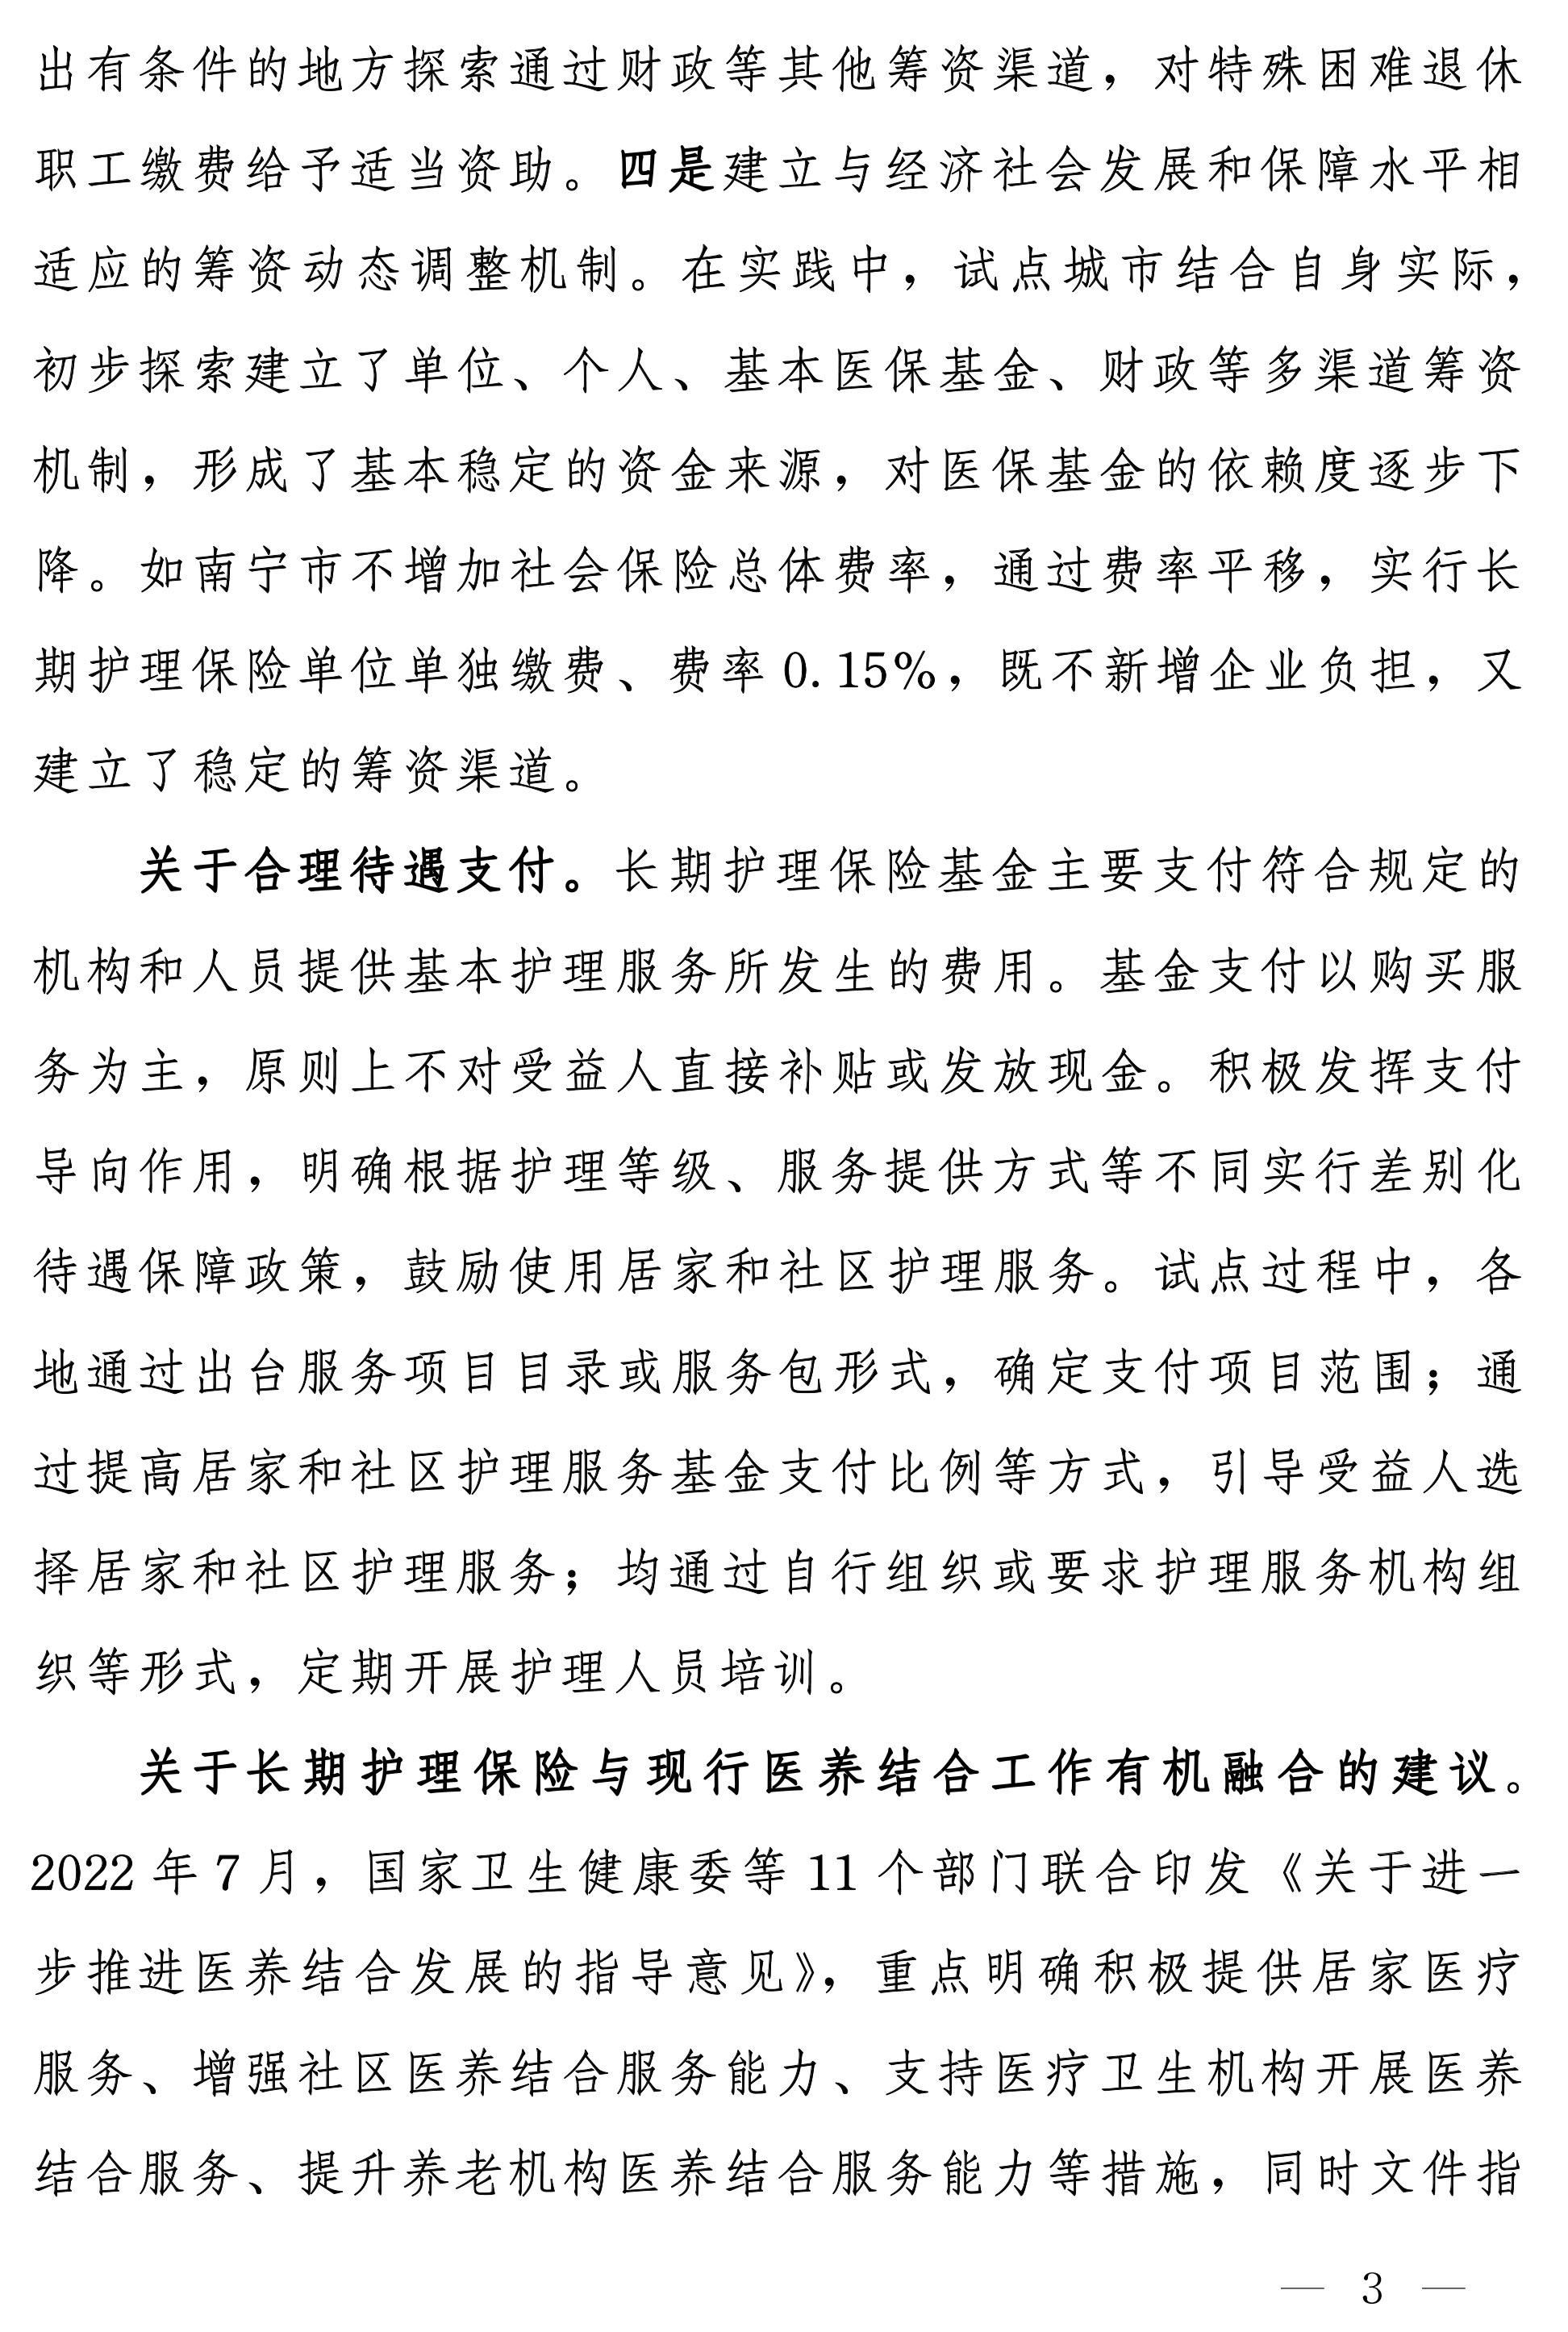 出有条件的地方探索通过财政等其他筹资渠道，对特殊困难退休
职工缴费给予适当资助。四是建立与经济社会发展和保障水平相
适应的筹资动态调整机制。在实践中，试点城市结合自身实际，
初步探索建立了单位、个人、基本医保基金、财政等多渠道筹资
机制，形成了基本稳定的资金来源，对医保基金的依赖度逐步下
降。如南宁市不增加社会保险总体费率，通过费率平移，实行长
期护理保险单位单独缴费、费率0.15%，既不新增企业负担，又
建立了稳定的筹资渠道。
关于合理待遇支付。长期护理保险基金主要支付符合规定的
机构和人员提供基本护理服务所发生的费用。基金支付以购买服
务为主，原则上不对受益人直接补贴或发放现金。积极发挥支付
导向作用，明确根据护理等级、服务提供方式等不同实行差别化
待遇保障政策，鼓励使用居家和社区护理服务。试点过程中，各
地通过出台服务项目目录或服务包形式，确定支付项目范围；通
过提高居家和社区护理服务基金支付比例等方式，引导受益人选
择居家和社区护理服务；均通过自行组织或要求护理服务机构组
织等形式，定期开展护理人员培训。
关于长期护理保险与现行医养结合工作有机融合的建议。
2022年7月，国家卫生健康委等11个部门联合印发《关于进一
步推进医养结合发展的指导意见》，重点明确积极提供居家医疗
服务、增强社区医养结合服务能力、支持医疗卫生机构开展医养
结合服务、提升养老机构医养结合服务能力等措施，同时文件指
— 3 —